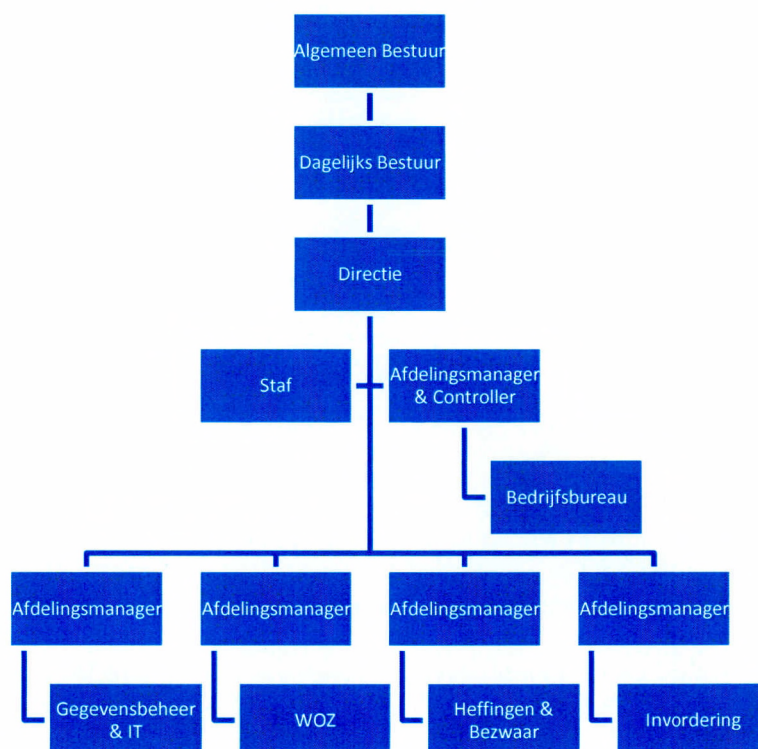 Algemeen Bestuur
Dagelijks Bestuur
Directie
Staf
Afdelingsmanager
& Controller
Bedrijfsbureau
Afdelingsmanager
Afdelingsmanager
Afdelingsmanager
Afdelingsmanager
Gegevensbeheer
& IT
WOZ
Heffingen &
Bezwaar
Invordering